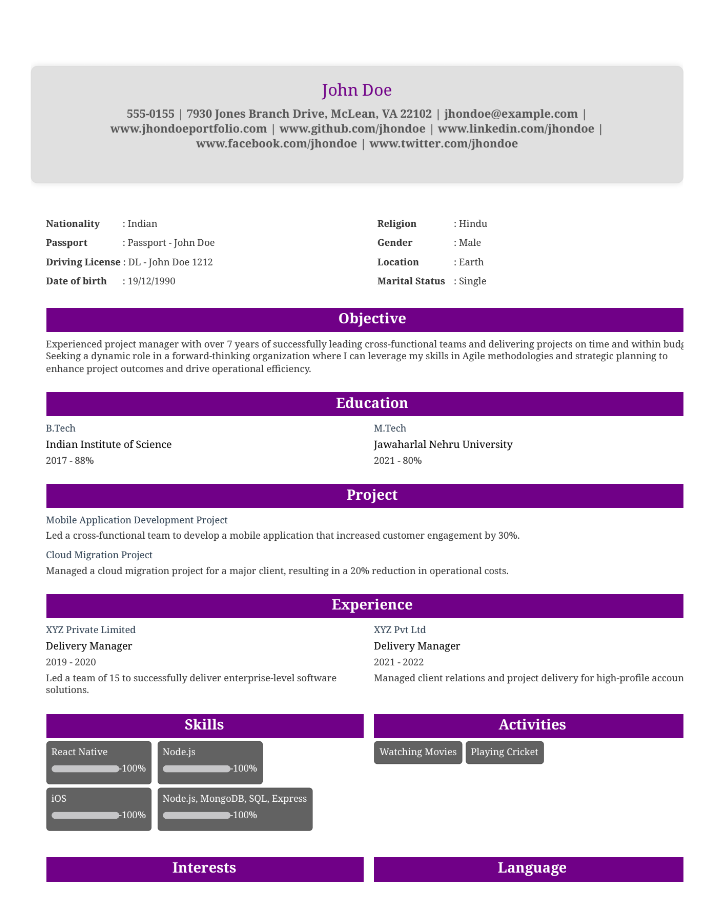 John Doe
555-0155 | 7930 Jones Branch Drive, McLean, VA 22102 | jhondoe@example.com |
www.jhondoeportfolio.com | www.github.com/jhondoe | www.linkedin.com/jhondoe |
www.facebook.com/jhondoe | www.twitter.com/jhondoe
Nationality : Indian
Passport : Passport - John Doe
Driving License : DL - John Doe 1212
Date of birth : 19/12/1990
Religion : Hindu
Gender : Male
Location : Earth
Marital Status : Single
Objective
Experienced project manager with over 7 years of successfully leading cross-functional teams and delivering projects on time and within
Seeking a dynamic role in a forward-thinking organization where I can leverage my skills in Agile methodologies and strategic planning to
enhance project outcomes and drive operational efficiency.
Education
B.Tech
Indian Institute of Science
2017 - 88%
M.Tech
Jawaharlal Nehru University
2021 - 80%
Project
Mobile Application Development Project
Led a cross-functional team to develop a mobile application that increased customer engagement by 30%.
Cloud Migration Project
Managed a cloud migration project for a major client, resulting in a 20% reduction in operational costs.
Experience
XYZ Private Limited
Delivery Manager
2019 - 2020
Led a team of 15 to successfully deliver enterprise-level software
solutions.
XYZ Pvt Ltd
Delivery Manager
2021 - 2022
Managed client relations and project delivery for high-profile accoun
Skills
React Native
-100%
Node.js
-100%
iOS
-100%
Node.js, MongoDB, SQL, Express
-100%
Activities
Watching Movies
Playing Cricket
Interests
Language